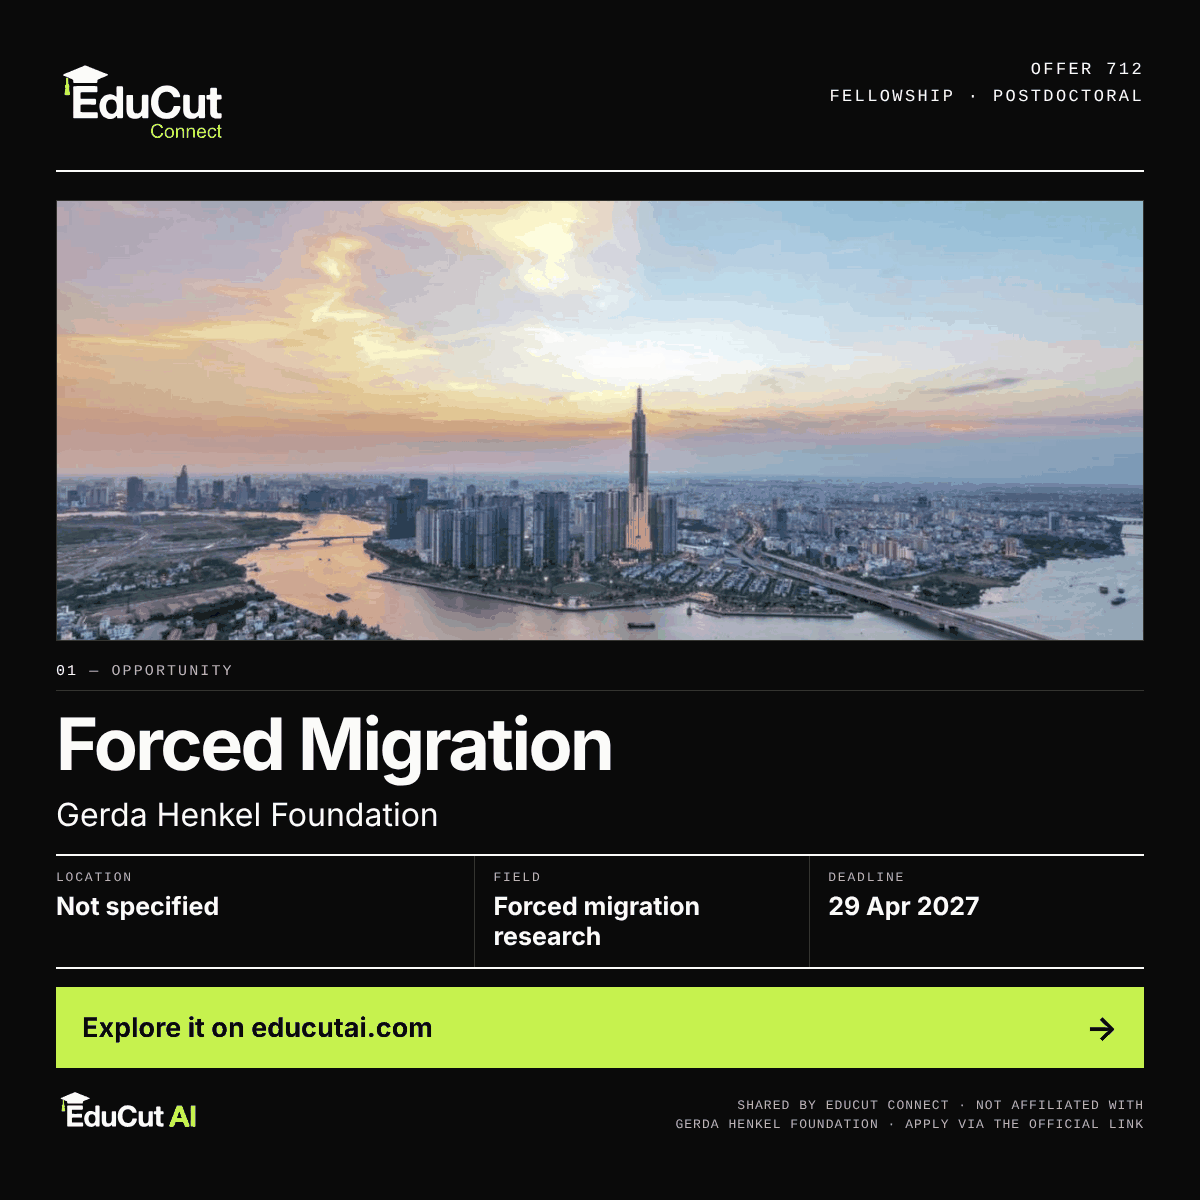 EduCut
Connect
OFFER 712
FELLOWSHIP · POSTDOCTORAL
01 — OPPORTUNITY
Forced Migration
Gerda Henkel Foundation
LOCATION
Not specified
FIELD
Forced migration
research
DEADLINE
29 Apr 2027
Explore it on educutai.com →
EduCut AI
SHARED BY EDUCUT CONNECT · NOT AFFILIATED WITH
GERDA HENKEL FOUNDATION · APPLY VIA THE OFFICIAL LINK